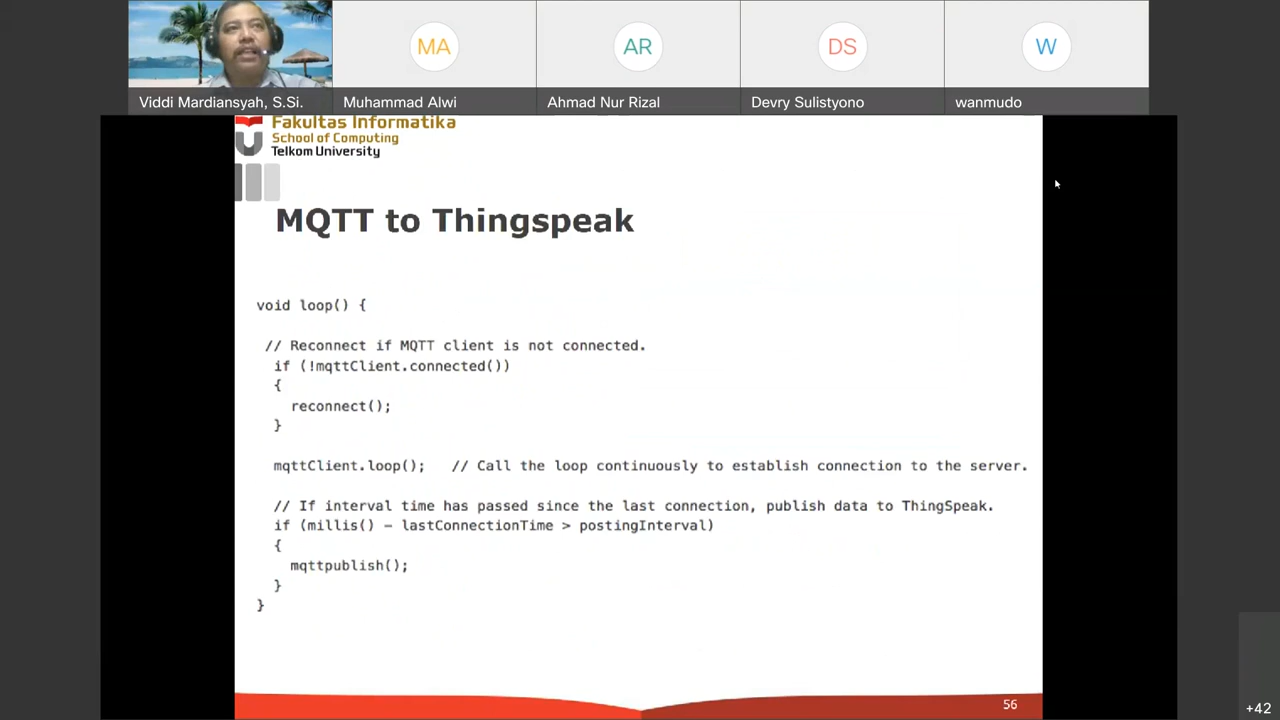 MA
AR
DS
W
Viddi Mardiansyah, S.Si.
Muhammad Alwi
Ahmad Nur Rizal
Devry Sulistyono
wanmudo
Fakultas Informatika
School of Computing
Telkom University
MQTT to Thingspeak
void loop() {
// Reconnect if MQTT client is not connected.
if (!mqttClient.connected())
{
reconnect();
}
mqttClient.loop(); // Call the loop continuously to establish connection to the server.
// If interval time has passed since the last connection, publish data to ThingSpeak.
if (millis() - lastConnectionTime > postingInterval)
{
mqttpublish();
}
}
56
+42